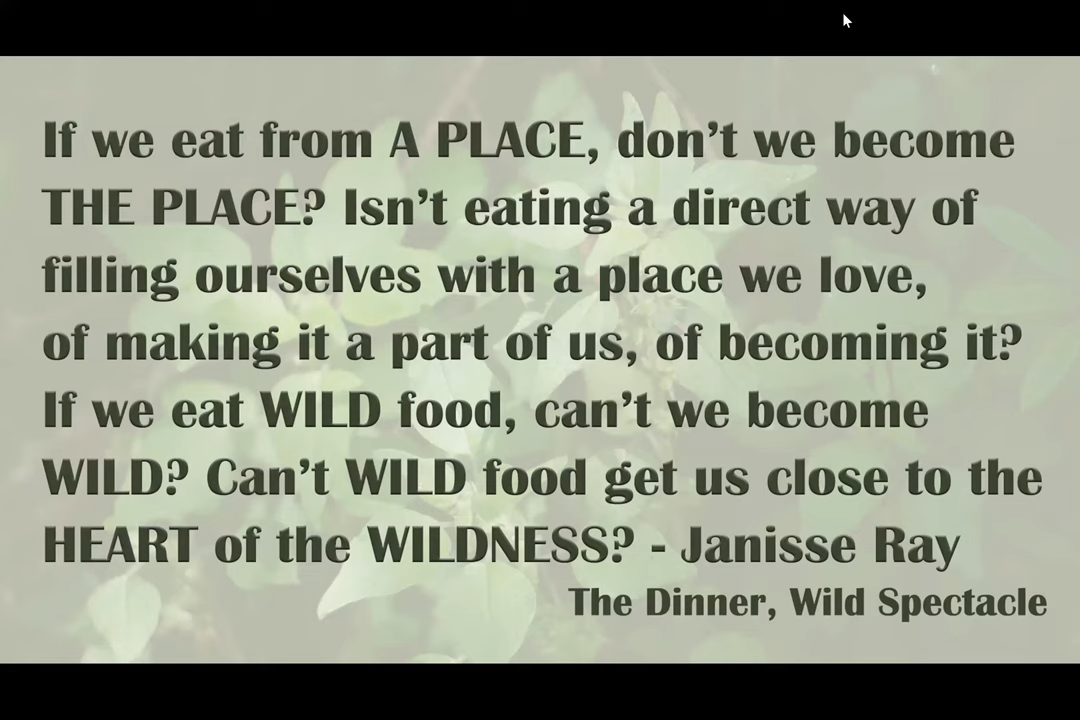 If we eat from A PLACE, don’t we become
THE PLACE? Isn’t eating a direct way of
filling ourselves with a place we love,
of making it a part of us, of becoming it?
If we eat WILD food, can’t we become
WILD? Can’t WILD food get us close to the
HEART of the WILDNESS? - Janisse Ray
The Dinner, Wild Spectacle